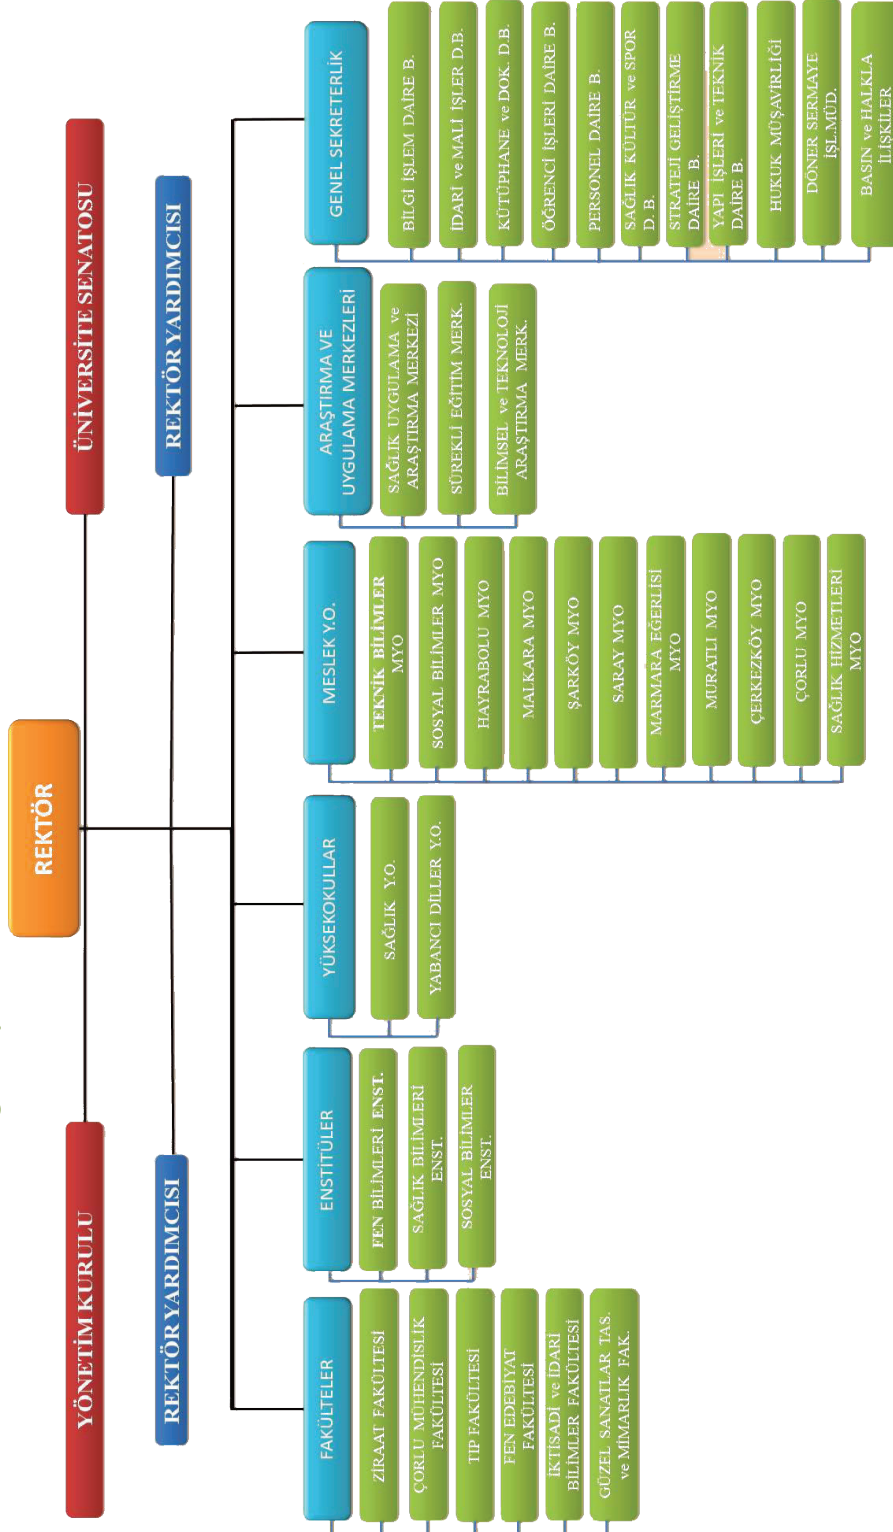 REKTÖR
YÖNETİM KURULU
ÜNİVERSİTE SENATOSU
REKTÖR YARDIMCISI
REKTÖR YARDIMCISI
FAKÜLTELER
ZİRAAT FAKÜLTESİ
ÇORLU MÜHENDİSLİK
FAKÜLTESİ
TIP FAKÜLTESİ
FEN EDEBİYAT
FAKÜLTESİ
İKTİSADİ ve İDARİ
BİLİMLER FAKÜLTESİ
GÜZEL SANATLAR TAS.
ve MİMARLIK FAK.
ENSTİTÜLER
FEN BİLİMLERİ ENST.
SAĞLIK BİLİMLERİ
ENST.
SOSYAL BİLİMLER
ENST.
YÜKSEKOKULLAR
SAĞLIK Y.O.
YABANCI DİLLER Y.O.
MESLEK Y.O.
TEKNİK BİLİMLER
MYO
SOSYAL BİLİMLER MYO
HAYRABOLU MYO
MALKARA MYO
ŞARKÖY MYO
SARAY MYO
MARMARA EĞERLİSİ
MYO
MURATLI MYO
ÇERKEZKÖY MYO
ÇORLU MYO
SAĞLIK HİZMETLERİ
MYO
ARAŞTIRMA VE
UYGULAMA MERKEZLERİ
SAĞLIK UYGULAMA ve
ARAŞTIRMA MERKEZİ
SÜREKLİ EĞİTİM MERK.
BİLİMSEL ve TEKNOLOJİ
ARAŞTIRMA MERK.
GENEL SEKRETERLİK
BİLGİ İŞLEM DAİRE B.
İDARİ ve MALİ İŞLER D.B.
KÜTÜPHANE ve DOK. D.B.
ÖĞRENCİ İŞLERİ DAİRE B.
PERSONEL DAİRE B.
SAĞLIK KÜLTÜR ve SPOR
D. B.
STRATEJİ GELİŞTİRME
DAİRE B.
YAPI İŞLERİ ve TEKNİK
DAİRE B.
HUKUK MÜŞAVİRLİĞİ
DÖNER SERMAYE
İŞL.MÜD.
BASIN ve HALKLA
İLİŞKİLER